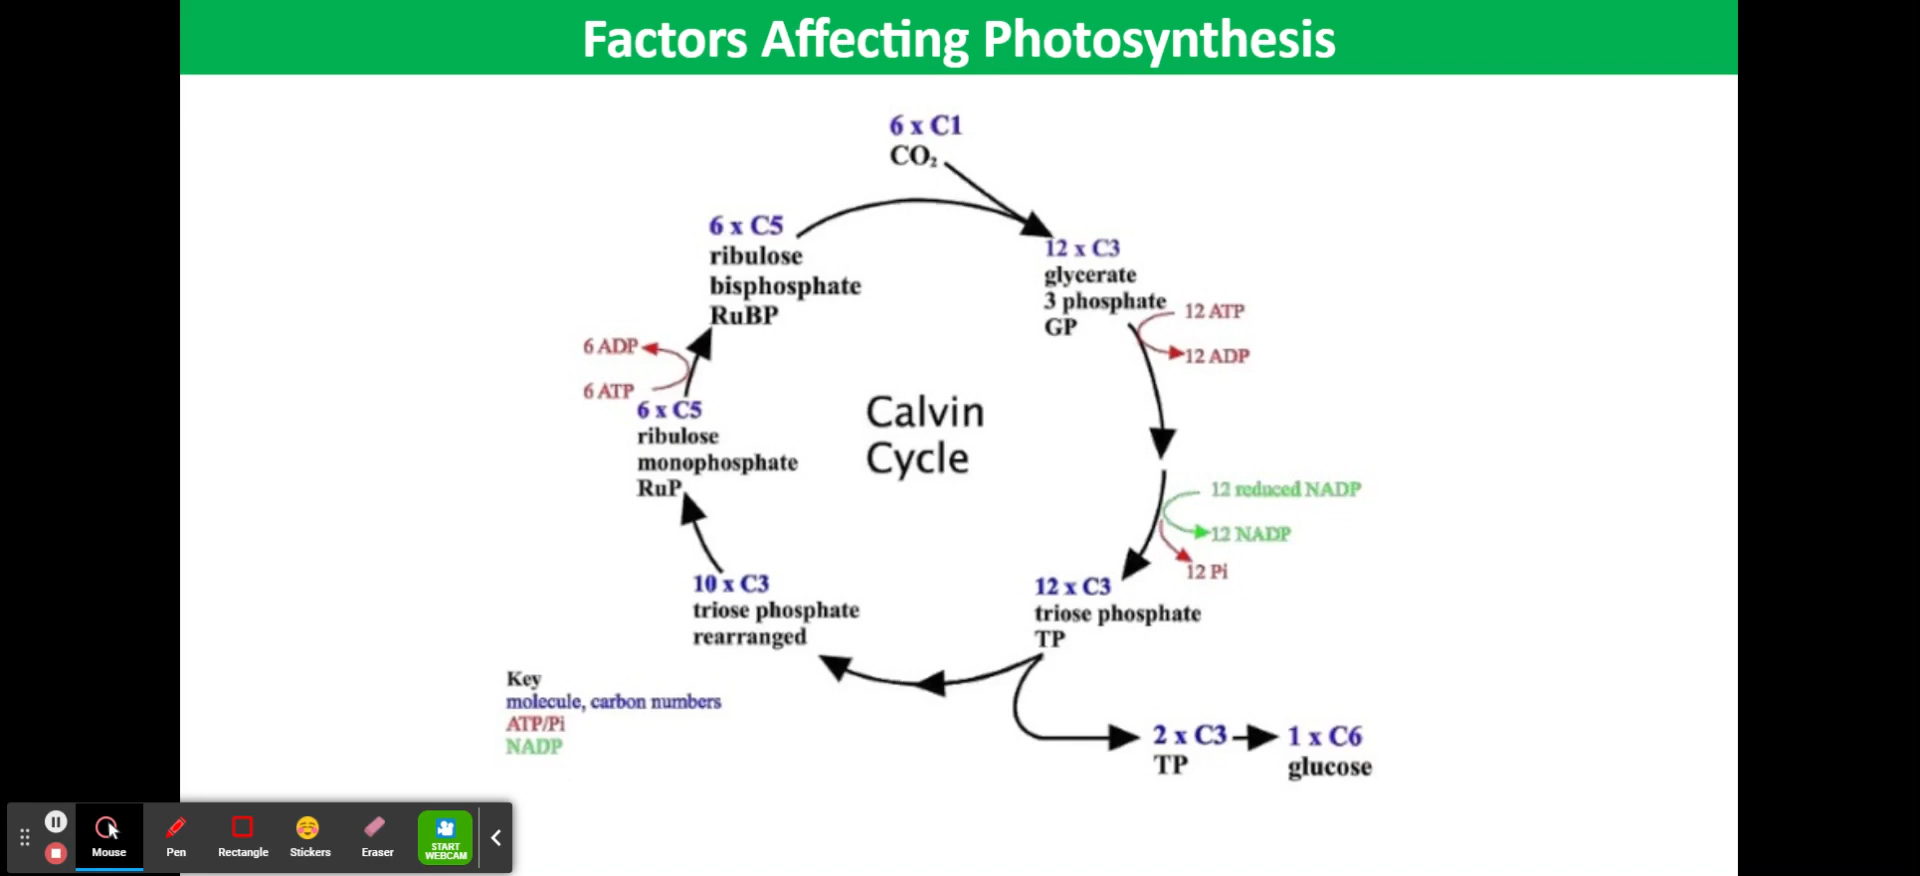 Factors Affecting Photosynthesis
6 x C1
CO₂
6 x C5
ribulose
bisphosphate
RuBP
12 x C3
glycerate
3 phosphate
GP
12 ATP
12 ADP
6 ADP
6 ATP
6 x C5
ribulose
monophosphate
RuP
Calvin
Cycle
12 reduced NADP
12 NADP
12 Pi
10 x C3
triose phosphate
rearranged
12 x C3
triose phosphate
TP
Key
molecule, carbon numbers
ATP/Pi
NADP
2 x C3
TP
1 x C6
glucose
Mouse
Pen
Rectangle
Stickers
Eraser
START
WEBCAM